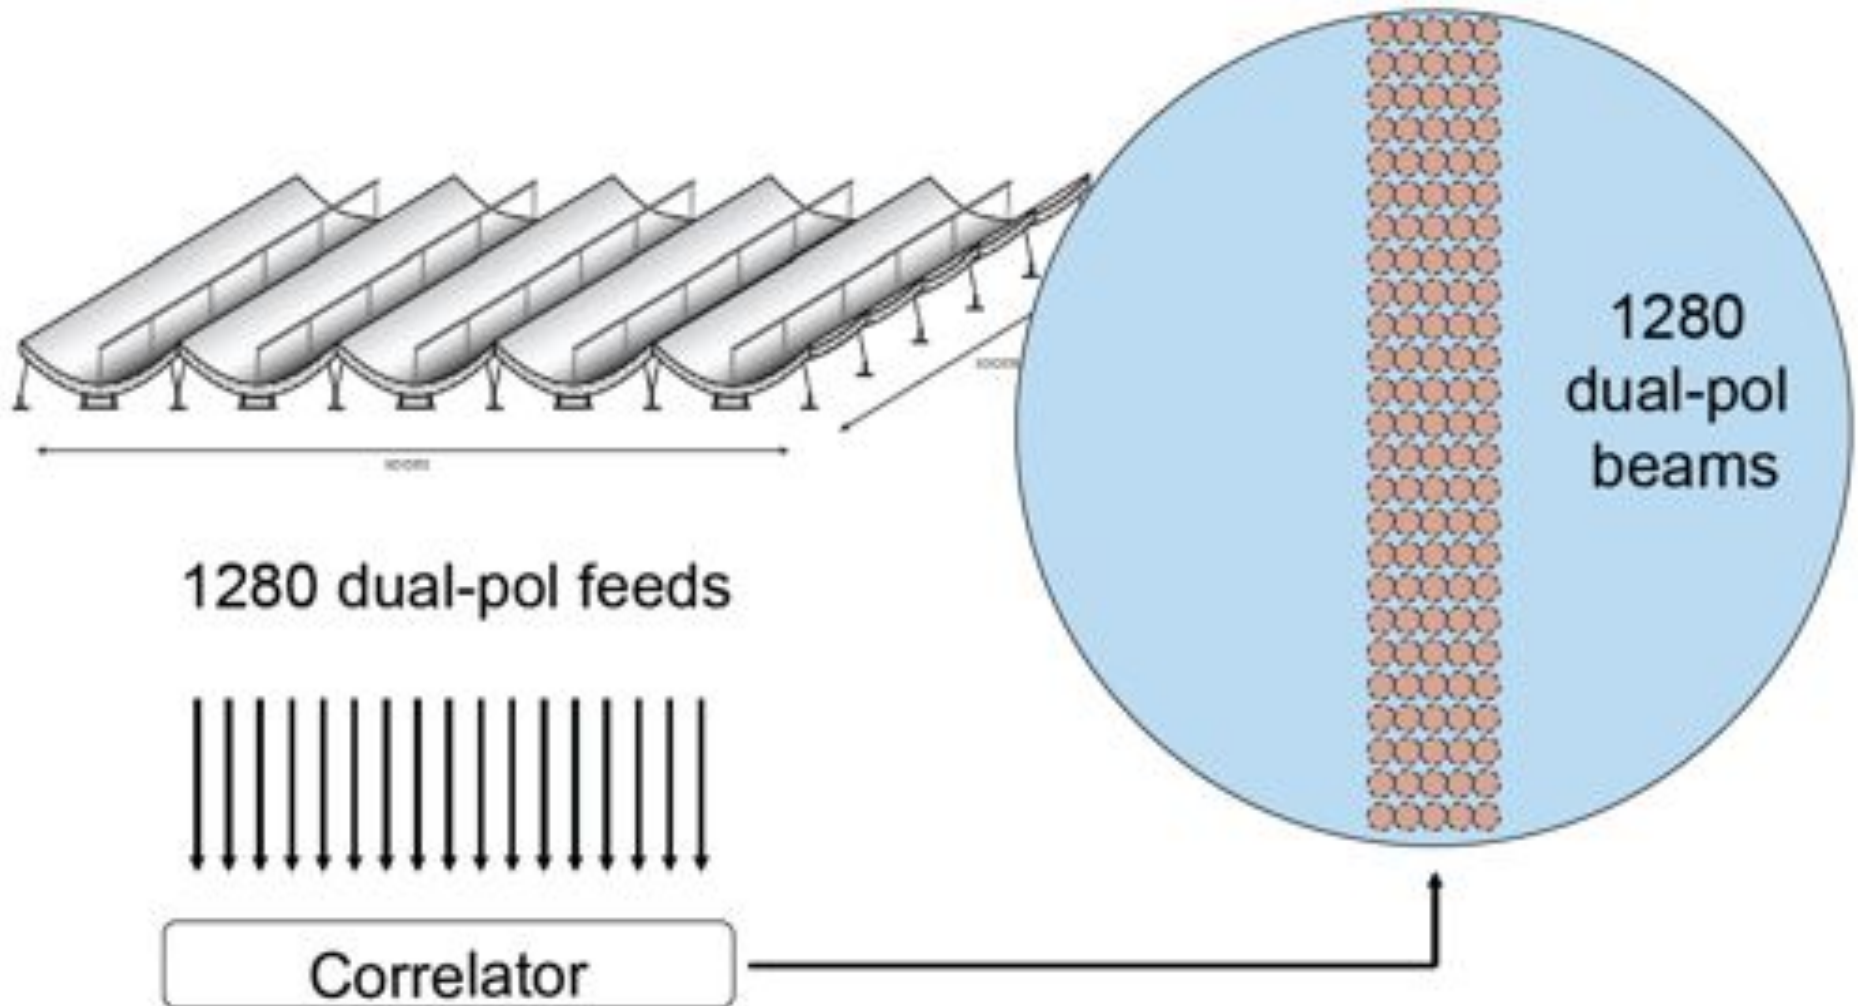 1280
dual-pol
beams
1280 dual-pol feeds
Correlator